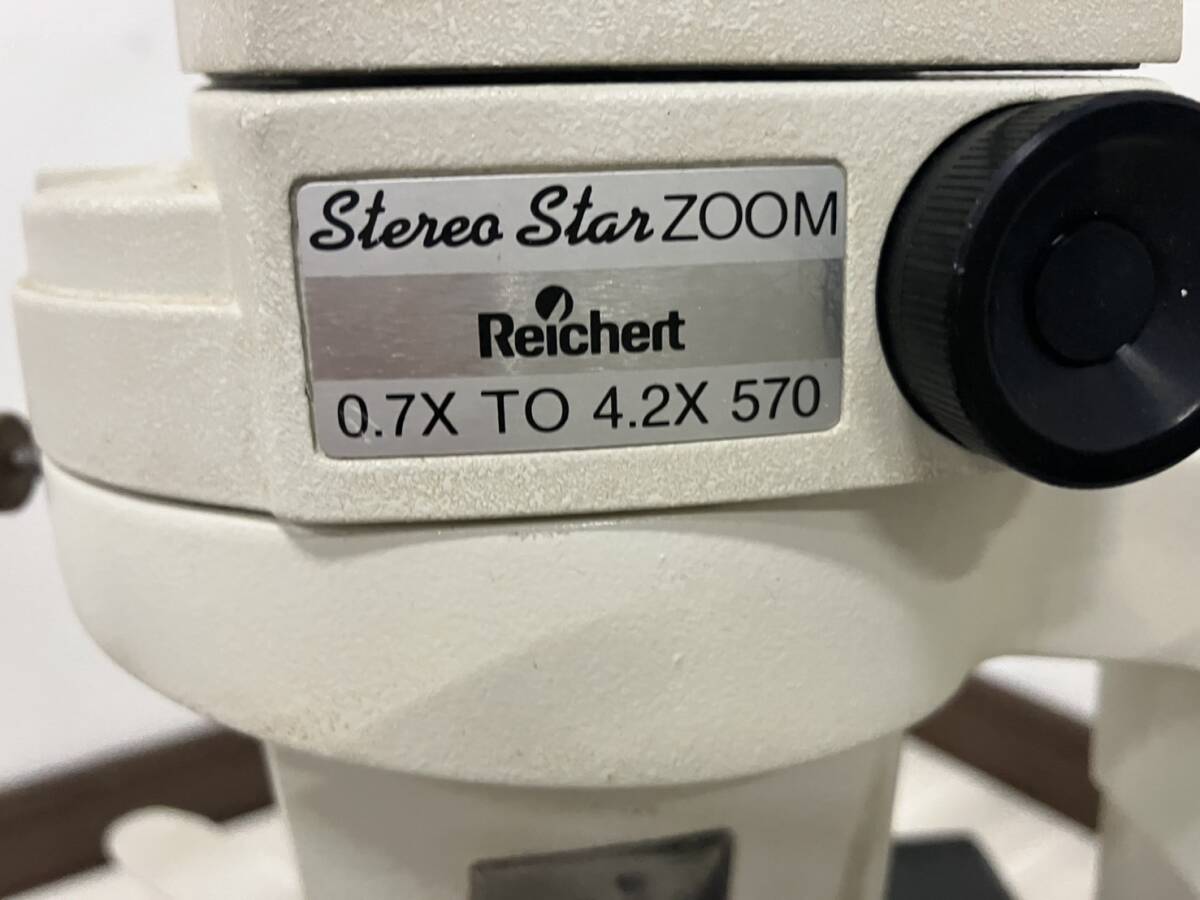 Stereo Star ZOOM
Reichert
0.7X TO 4.2X 570